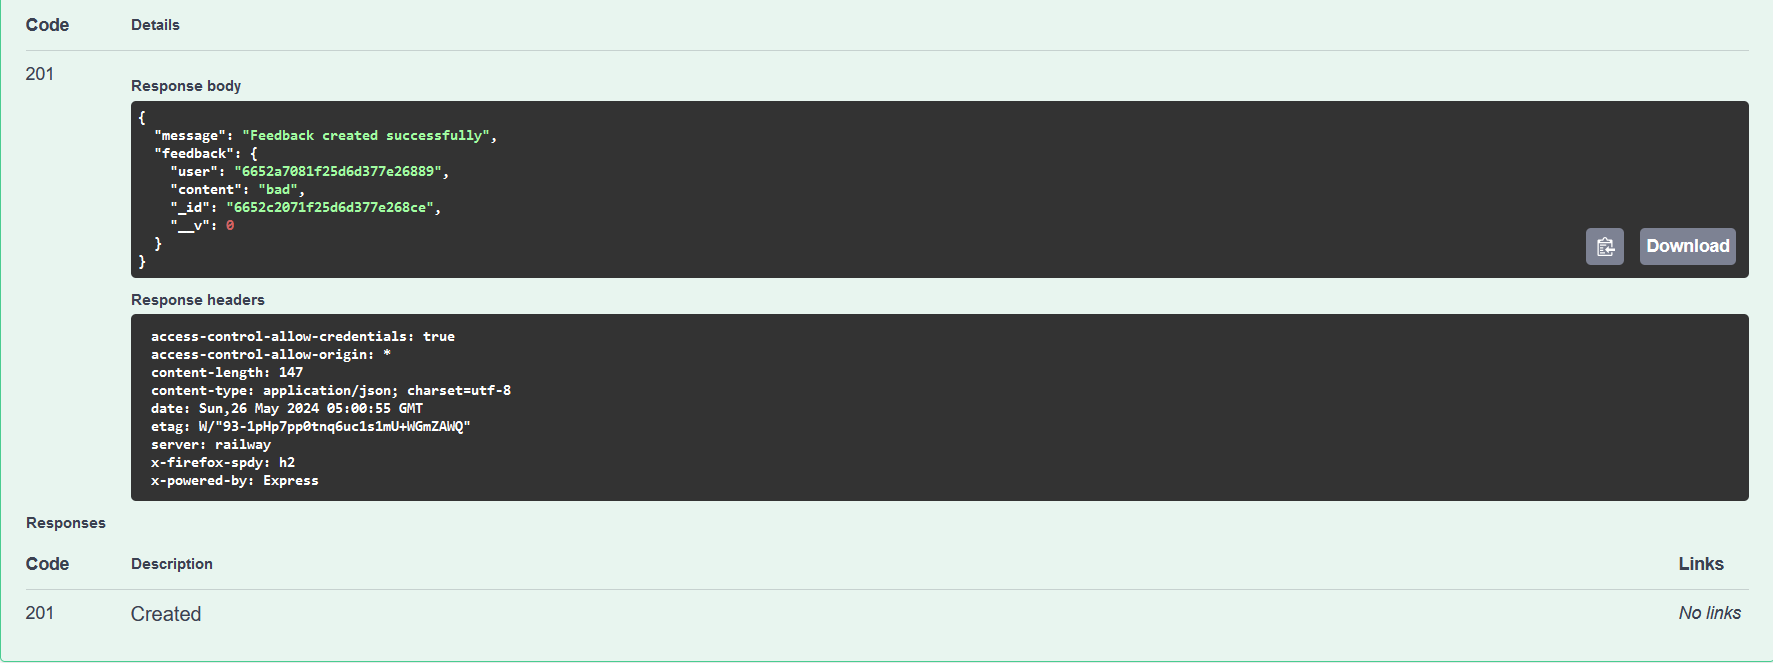 Code Details
201
Response body
{
"message": "Feedback created successfully",
"feedback": {
"user": "6652a7081f25d6d377e26889",
"content": "bad",
"_id": "6652c2071f25d6d377e268ce",
"__v": 0
}
}
Download
Response headers
access-control-allow-credentials: true
access-control-allow-origin: *
content-length: 147
content-type: application/json; charset=utf-8
date: Sun,26 May 2024 05:00:55 GMT
etag: W/"93-1pHp7pp0tnq6uc1s1mU+WGmZAWQ"
server: railway
x-firefox-spdy: h2
x-powered-by: Express
Responses
Code Description Links
201 Created No links